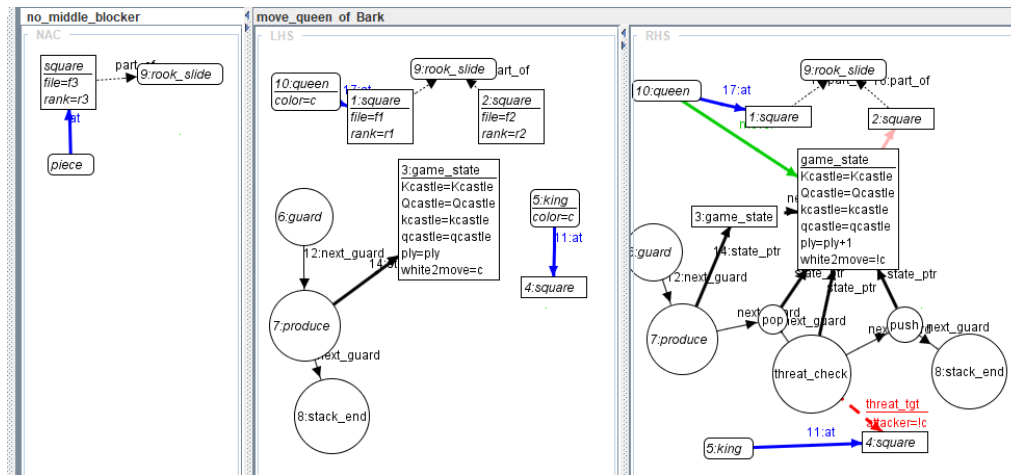 no_middle_blocker
move_queen of Bark
NAC
square
file=f3
rank=r3
part_of
9:rook_slide
at
piece
LHS
10:queen
color=c
17:at
9:rook_slide
part_of
1:square
file=f1
rank=r1
2:square
file=f2
rank=r2
3:game_state
Kcastle=Kcastle
Qcastle=Qcastle
kcastle=kcastle
qcastle=qcastle
ply=ply
white2move=c
5:king
color=c
11:at
4:square
6:guard
12:next_guard
7:produce
next_guard
8:stack_end
RHS
9:rook_slide
10:queen
17:at
part_of
1:square
2:square
game_state
Kcastle=Kcastle
Qcastle=Qcastle
kcastle=kcastle
qcastle=qcastle
ply=ply+1
white2move=!c
3:game_state
14:state_ptr
:guard
12:next_guard
state_ptr
state_ptr
state_ptr
7:produce
pop
next_guard
push
next_guard
threat_check
8:stack_end
threat_tgt
attacker=!c
5:king
11:at
4:square